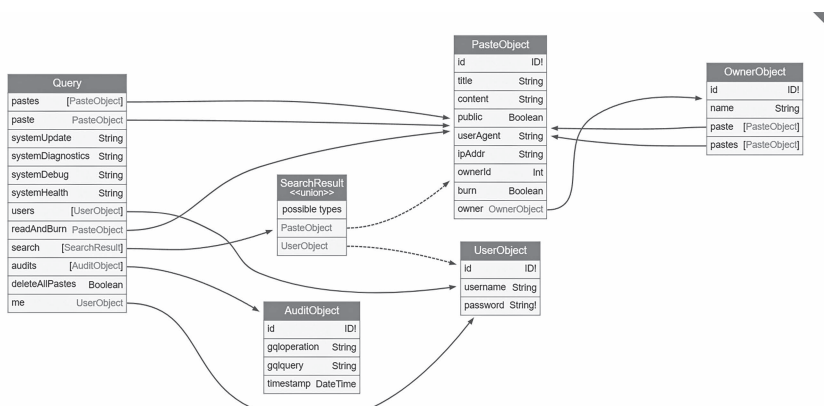 Query
pastes [PasteObject]
paste PasteObject
systemUpdate String
systemDiagnostics String
systemDebug String
systemHealth String
users [UserObject]
readAndBurn PasteObject
search [SearchResult]
audits [AuditObject]
deleteAllPastes Boolean
me UserObject
SearchResult
<<union>>
possible types
PasteObject
UserObject
AuditObject
id ID!
gqloperation String
gqlquery String
timestamp DateTime
PasteObject
id ID!
title String
content String
public Boolean
userAgent String
ipAddr String
ownerId Int
burn Boolean
owner OwnerObject
UserObject
id ID!
username String
password String!
OwnerObject
id ID!
name String
paste [PasteObject]
pastes [PasteObject]